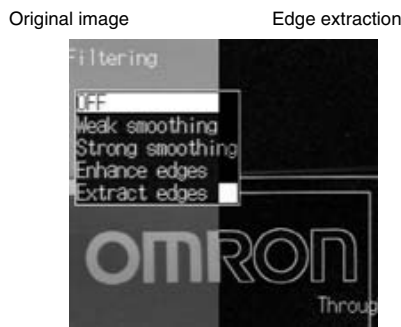 Original image Edge extraction
Filtering
OFF
Weak smoothing
Strong smoothing
Enhance edges
Extract edges
OMRON
Throug